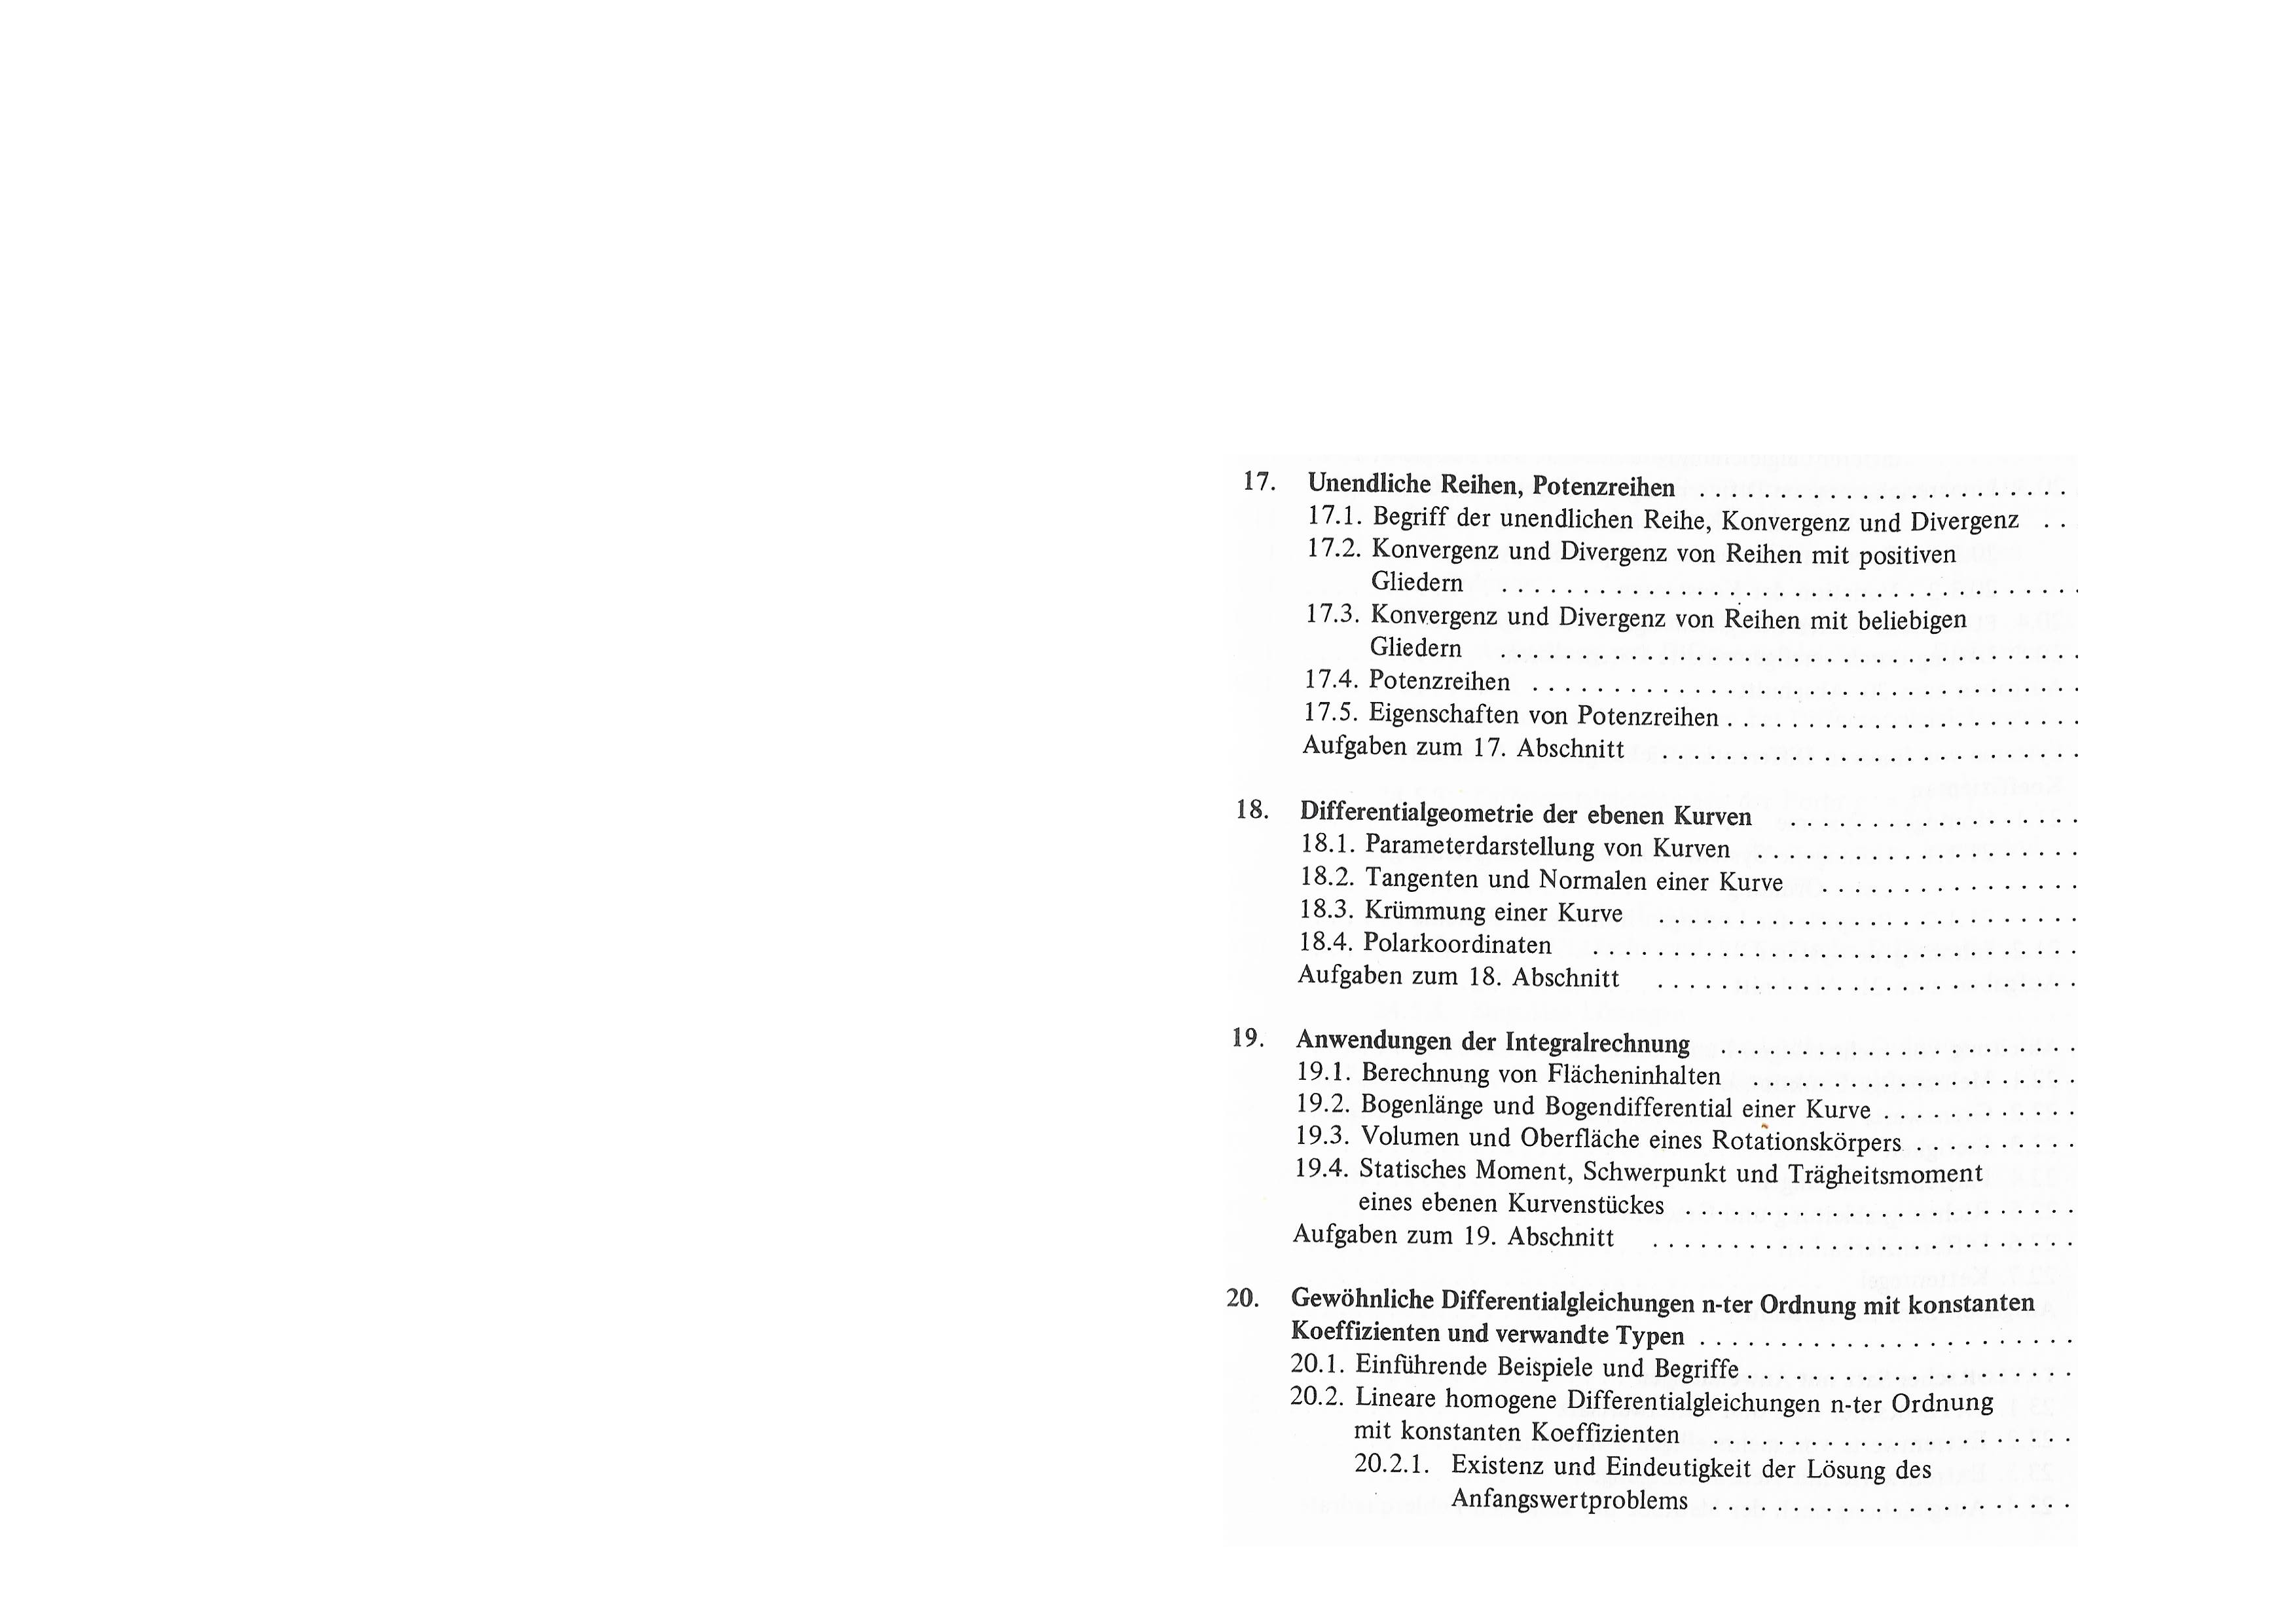 17. Unendliche Reihen, Potenzreihen . . . . . . . . . . . . . . . . . . . . . . .
17.1. Begriff der unendlichen Reihe, Konvergenz und Divergenz . .
17.2. Konvergenz und Divergenz von Reihen mit positiven
Gliedern . . . . . . . . . . . . . . . . . . . . . . . . . . . . . . . . . . . .
17.3. Konvergenz und Divergenz von Reihen mit beliebigen
Gliedern . . . . . . . . . . . . . . . . . . . . . . . . . . . . . . . . . . . .
17.4. Potenzreihen . . . . . . . . . . . . . . . . . . . . . . . . . . . . . . . . . .
17.5. Eigenschaften von Potenzreihen . . . . . . . . . . . . . . . . . . . . . .
Aufgaben zum 17. Abschnitt . . . . . . . . . . . . . . . . . . . . . . . . . .
18. Differentialgeometrie der ebenen Kurven . . . . . . . . . . . . . . . . . .
18.1. Parameterdarstellung von Kurven . . . . . . . . . . . . . . . . . . . .
18.2. Tangenten und Normalen einer Kurve . . . . . . . . . . . . . . . .
18.3. Krümmung einer Kurve . . . . . . . . . . . . . . . . . . . . . . . . . .
18.4. Polarkoordinaten . . . . . . . . . . . . . . . . . . . . . . . . . . . . . .
Aufgaben zum 18. Abschnitt . . . . . . . . . . . . . . . . . . . . . . . . . .
19. Anwendungen der Integralrechnung . . . . . . . . . . . . . . . . . . . . . .
19.1. Berechnung von Flächeninhalten . . . . . . . . . . . . . . . . . . . .
19.2. Bogenlänge und Bogendifferential einer Kurve . . . . . . . . . . . .
19.3. Volumen und Oberfläche eines Rotationskörpers . . . . . . . . . .
19.4. Statisches Moment, Schwerpunkt und Trägheitsmoment
eines ebenen Kurvenstückes . . . . . . . . . . . . . . . . . . . . . . . .
Aufgaben zum 19. Abschnitt . . . . . . . . . . . . . . . . . . . . . . . . . .
20. Gewöhnliche Differentialgleichungen n-ter Ordnung mit konstanten
Koeffizienten und verwandte Typen . . . . . . . . . . . . . . . . . . . . . . .
20.1. Einführende Beispiele und Begriffe . . . . . . . . . . . . . . . . . . . .
20.2. Lineare homogene Differentialgleichungen n-ter Ordnung
mit konstanten Koeffizienten . . . . . . . . . . . . . . . . . . . . . .
20.2.1. Existenz und Eindeutigkeit der Lösung des
Anfangswertproblems . . . . . . . . . . . . . . . . . . . . . .